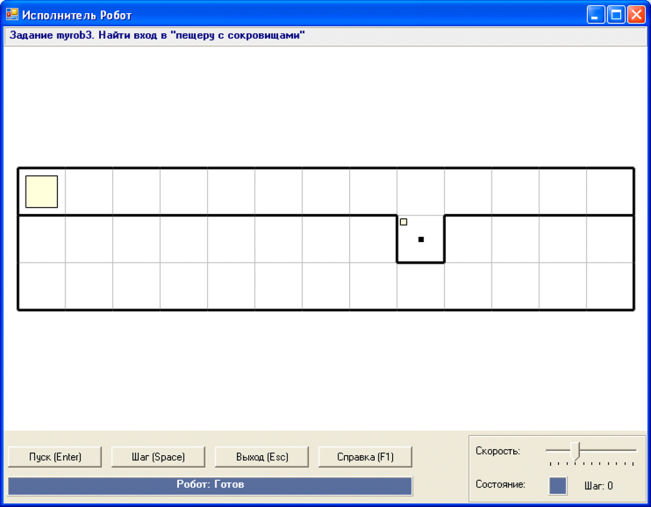 Исполнитель Робот
Задание myrob3. Найти вход в "пещеру с сокровищами"
Пуск (Enter) Шаг (Space) Выход (Esc) Справка (F1)
Скорость:
Робот: Готов
Состояние: Шаг: 0